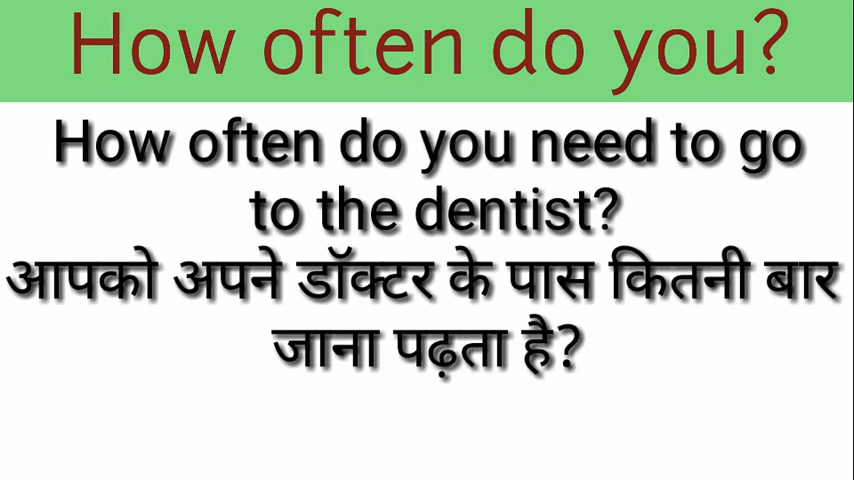 How often do you?
How often do you need to go
to the dentist?
आपको अपने डॉक्टर के पास कितनी बार
जाना पढ़ता है?